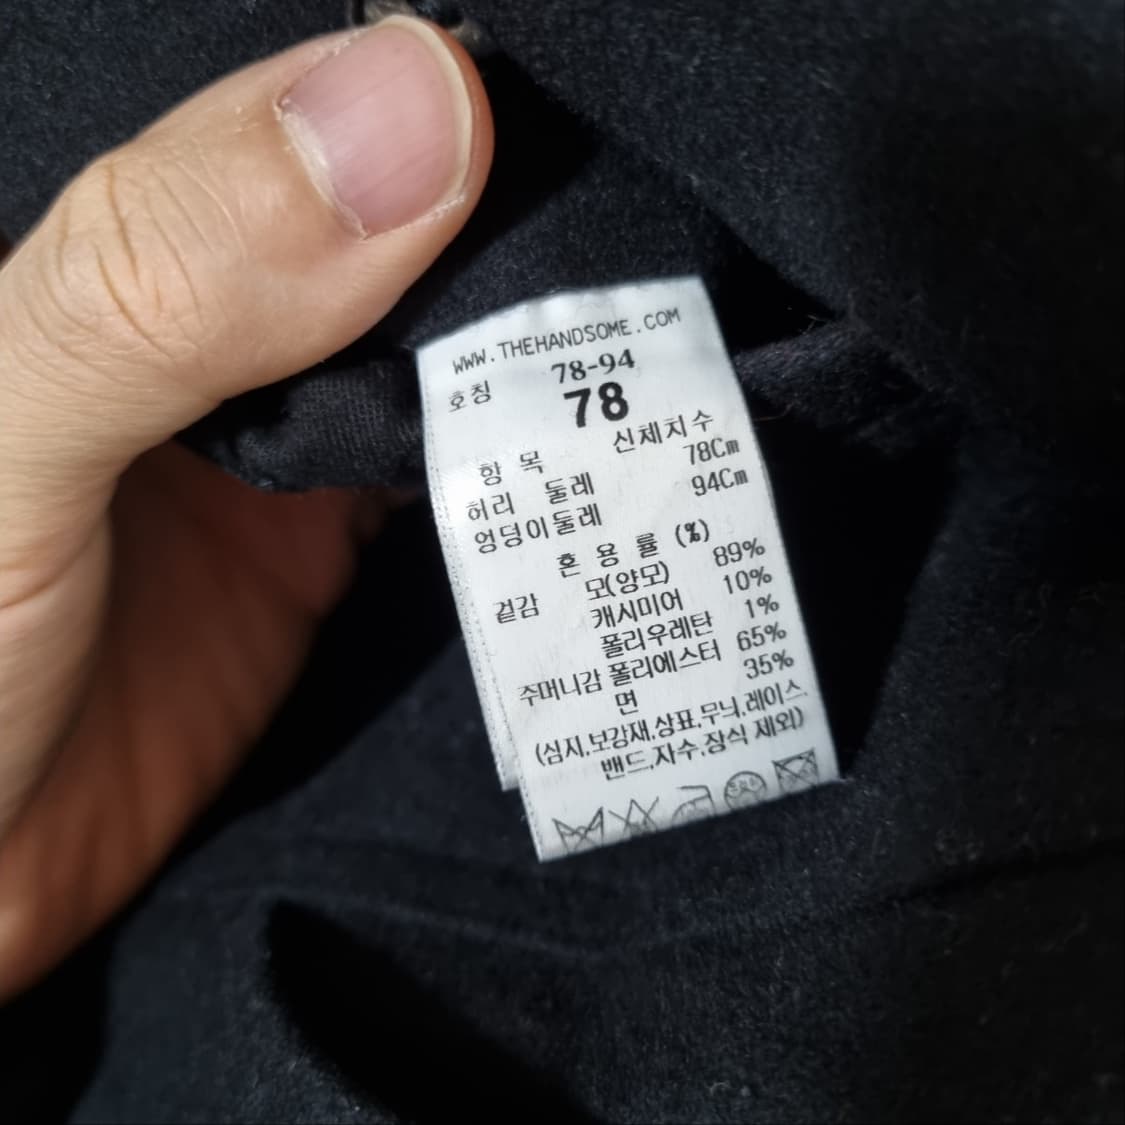 WWW.THEHANDSOME.COM
호칭 78-94
78
항 목 신체치수
허리 둘레 78Cm
엉덩이둘레 94Cm
혼 용 률 (%)
겉감 모(양모) 89%
캐시미어 10%
폴리우레탄 1%
주머니감 폴리에스터 65%
면 35%
(심지,보강재,상표,무늬,레이스,
밴드,자수,장식 제외)